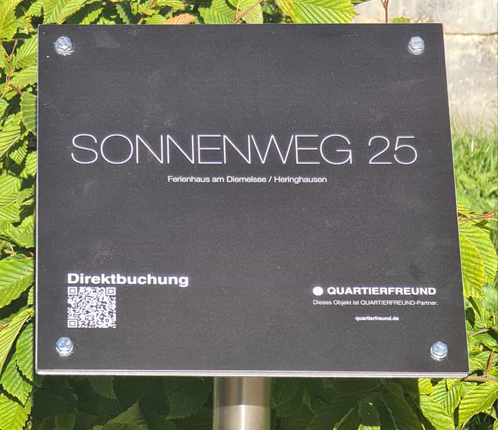 SONNENWEG 25
Ferienhaus am Diemelsee / Heringhausen
Direktbuchung
QUARTIERFREUND
Dieses Objekt ist QUARTIERFREUND-Partner.
quartierfreund.de